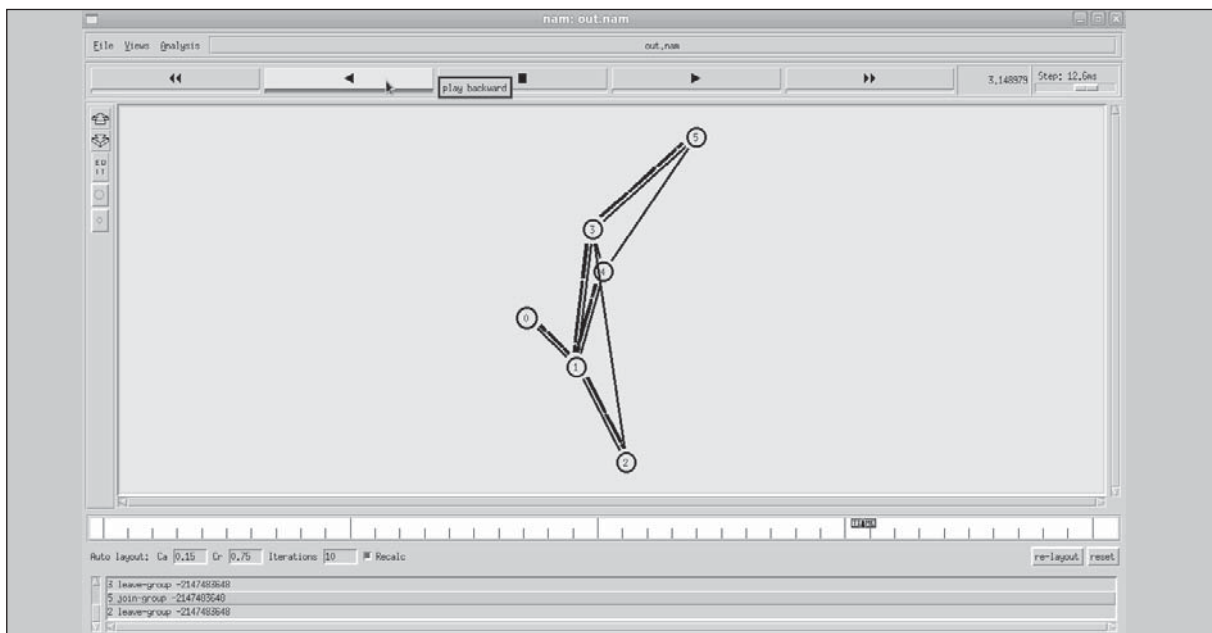 nam: out.nam
File Views Analysis out.nam
play backward
3.148979 Step: 12.6ms
ED
IT
5
3
4
0
1
2
Auto layout: Ca 0.15 Cr 0.75 Iterations 10 Recalc re-layout reset
3 leave-group -2147483648
5 join-group -2147483648
2 leave-group -2147483648